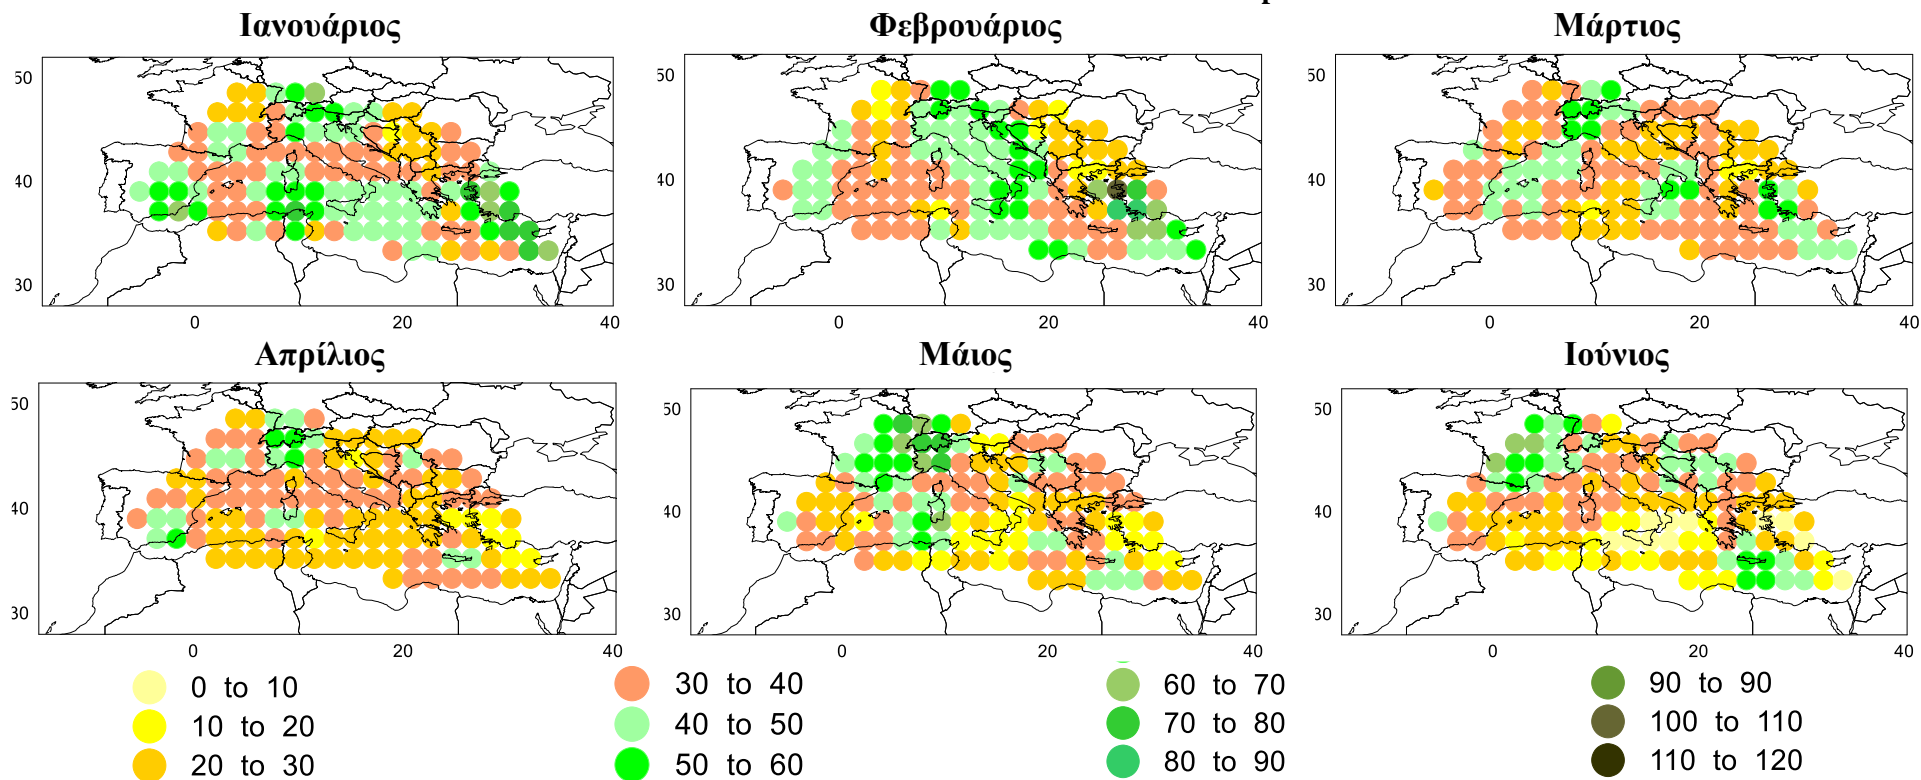 Ιανουάριος Φεβρουάριος Μάρτιος
50 50 50
40 40 40
30 30 30
0 20 40 0 20 40 0 20 40
Απρίλιος Μάιος Ιούνιος
50 50 50
40 40 40
30 30 30
0 20 40 0 20 40 0 20 40
0 to 10 30 to 40 60 to 70 90 to 90
10 to 20 40 to 50 70 to 80 100 to 110
20 to 30 50 to 60 80 to 90 110 to 120